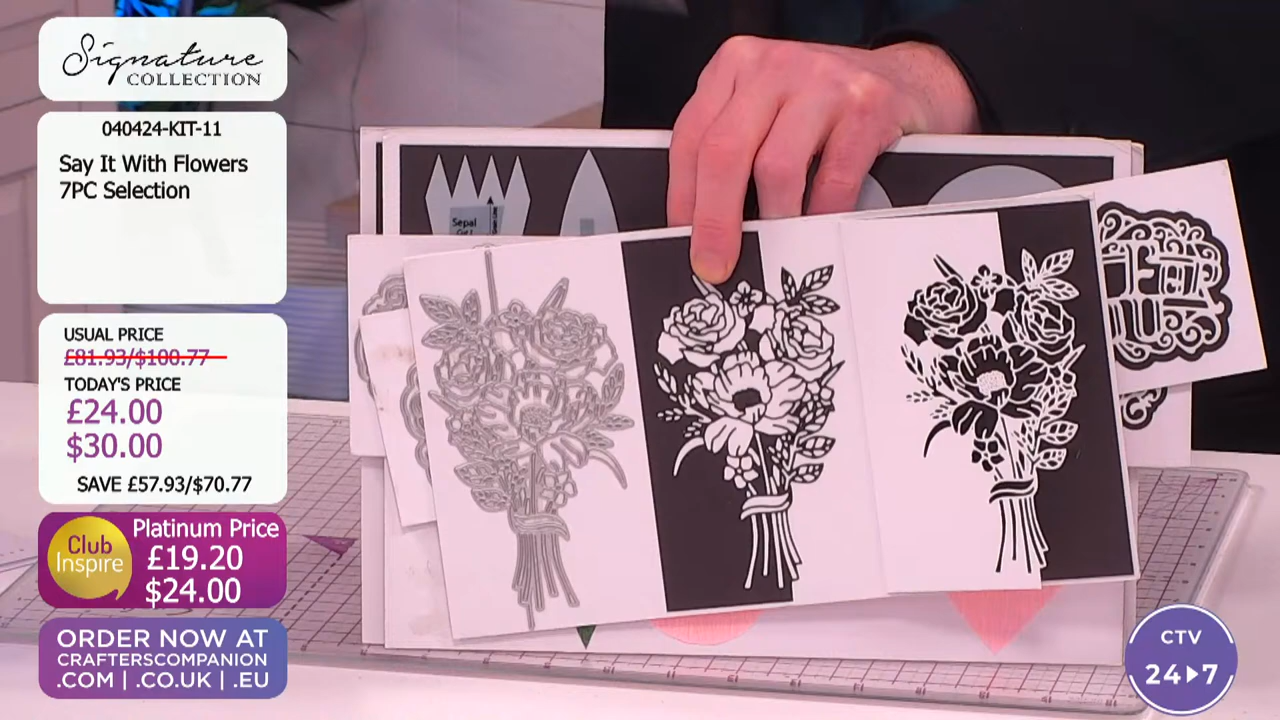 Signature
COLLECTION
040424-KIT-11
Say It With Flowers
7PC Selection
USUAL PRICE
£81.93/$100.77
TODAY'S PRICE
£24.00
$30.00
SAVE £57.93/$70.77
Club
Inspire
Platinum Price
£19.20
$24.00
ORDER NOW AT
CRAFTERSCOMPANION
.COM | .CO.UK | .EU
Sepal
CTV
24▶7